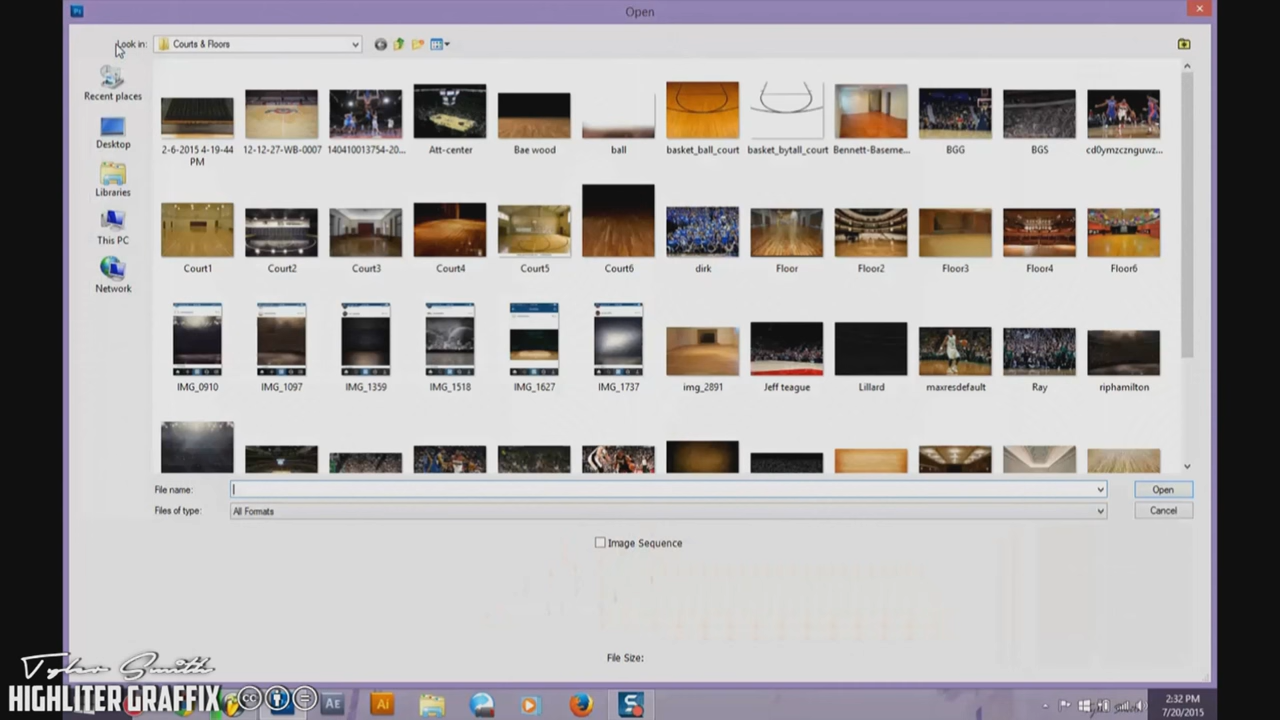 Open
Look in:
Courts & Floors
Recent places
Desktop
Libraries
This PC
Network
2-6-2015 4-19-44 PM
12-12-27-WB-0007
140410013754-20...
Att-center
Bae wood
ball
basket_ball_court
basket_bytall_court
Bennett-Baseme...
BGG
BGS
cd0ymzcznguwz...
Court1
Court2
Court3
Court4
Court5
Court6
dirk
Floor
Floor2
Floor3
Floor4
Floor6
IMG_0910
IMG_1097
IMG_1359
IMG_1518
IMG_1627
IMG_1737
img_2891
Jeff teague
Lillard
maxresdefault
Ray
riphamilton
File name:
Open
Files of type:
All Formats
Cancel
Image Sequence
File Size:
Tyler Smith
HIGHLITER GRAFFIX
cc
AE
Ai
S
2:32 PM
7/20/2015